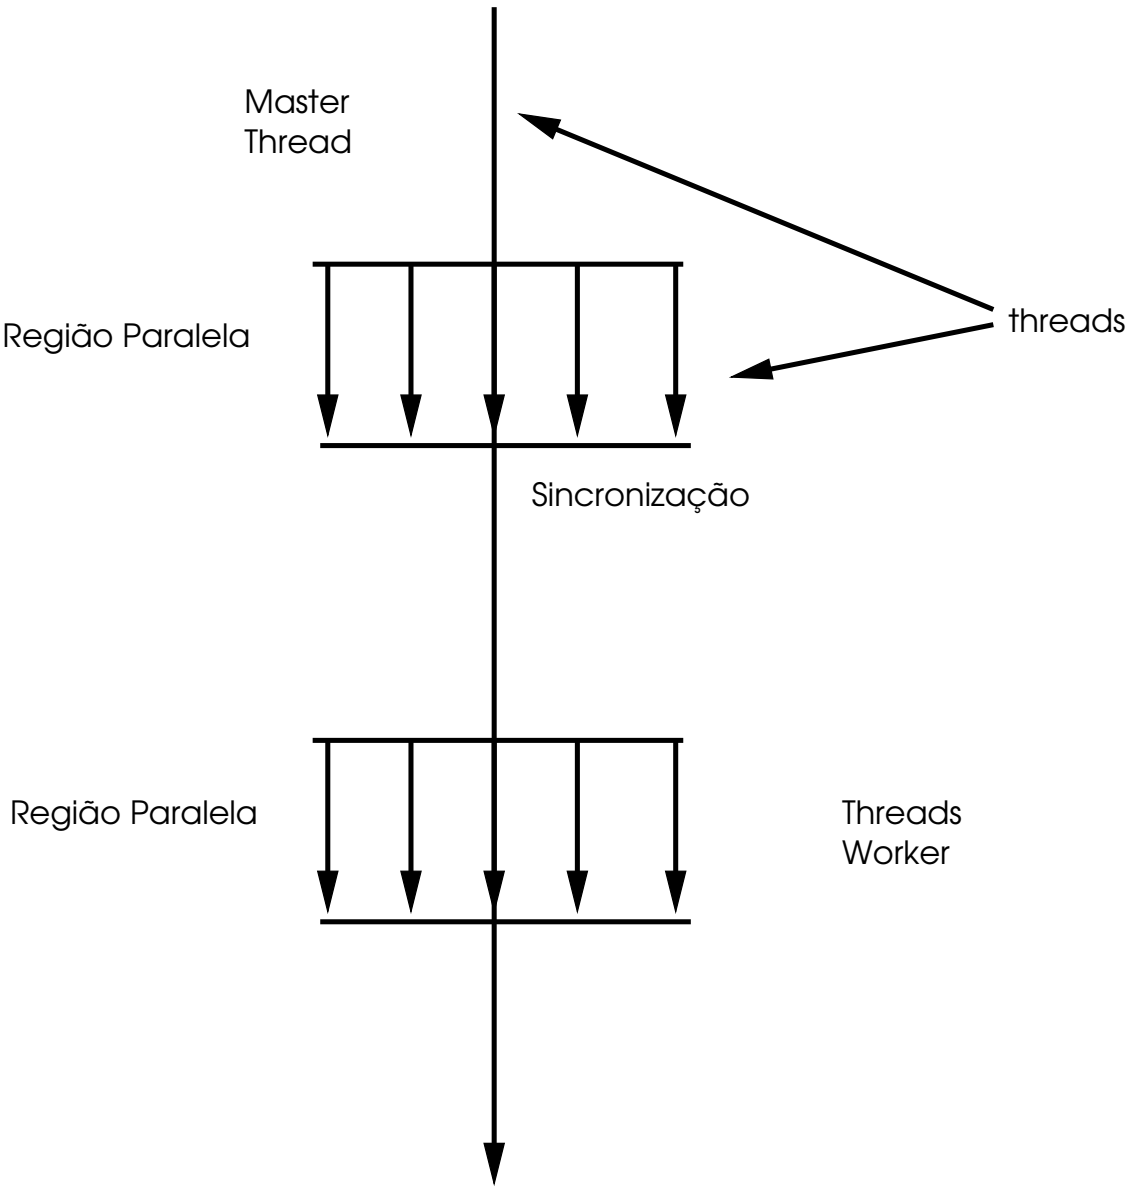 Master
Thread
threads
Região Paralela
Sincronização
Região Paralela
Threads
Worker